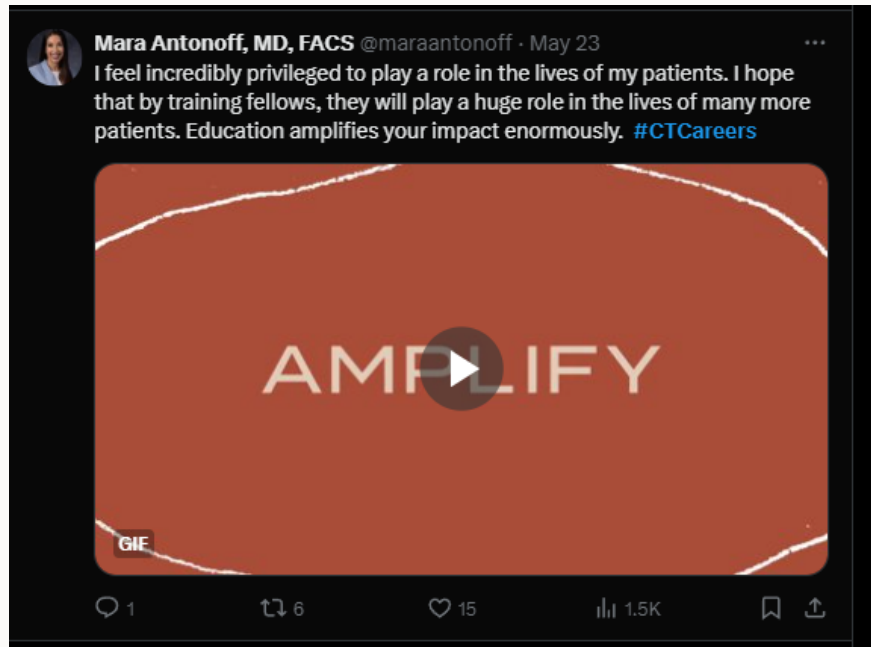 Mara Antonoff, MD, FACS @maraantonoff · May 23
I feel incredibly privileged to play a role in the lives of my patients. I hope
that by training fellows, they will play a huge role in the lives of many more
patients. Education amplifies your impact enormously. #CTCareers
AMPLIFY
GIF
1 6 15 1.5K